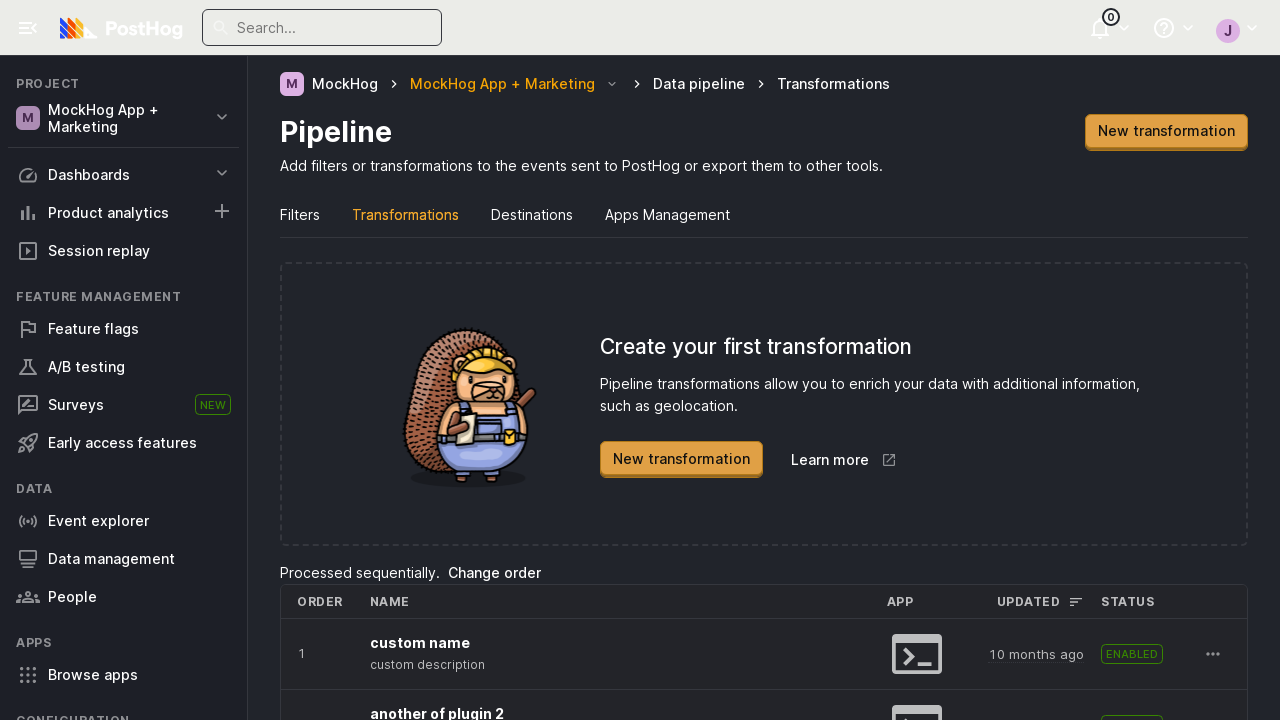 PostHog
Search...
0
J
PROJECT
M
MockHog App +
Marketing
Dashboards
Product analytics
Session replay
FEATURE MANAGEMENT
Feature flags
A/B testing
Surveys
NEW
Early access features
DATA
Event explorer
Data management
People
APPS
Browse apps
CONFIGURATION
M MockHog MockHog App + Marketing Data pipeline Transformations
Pipeline
New transformation
Add filters or transformations to the events sent to PostHog or export them to other tools.
Filters Transformations Destinations Apps Management
Create your first transformation
Pipeline transformations allow you to enrich your data with additional information,
such as geolocation.
New transformation Learn more
Processed sequentially. Change order
ORDER NAME APP UPDATED STATUS
1 custom name 10 months ago ENABLED
custom description
another of plugin 2